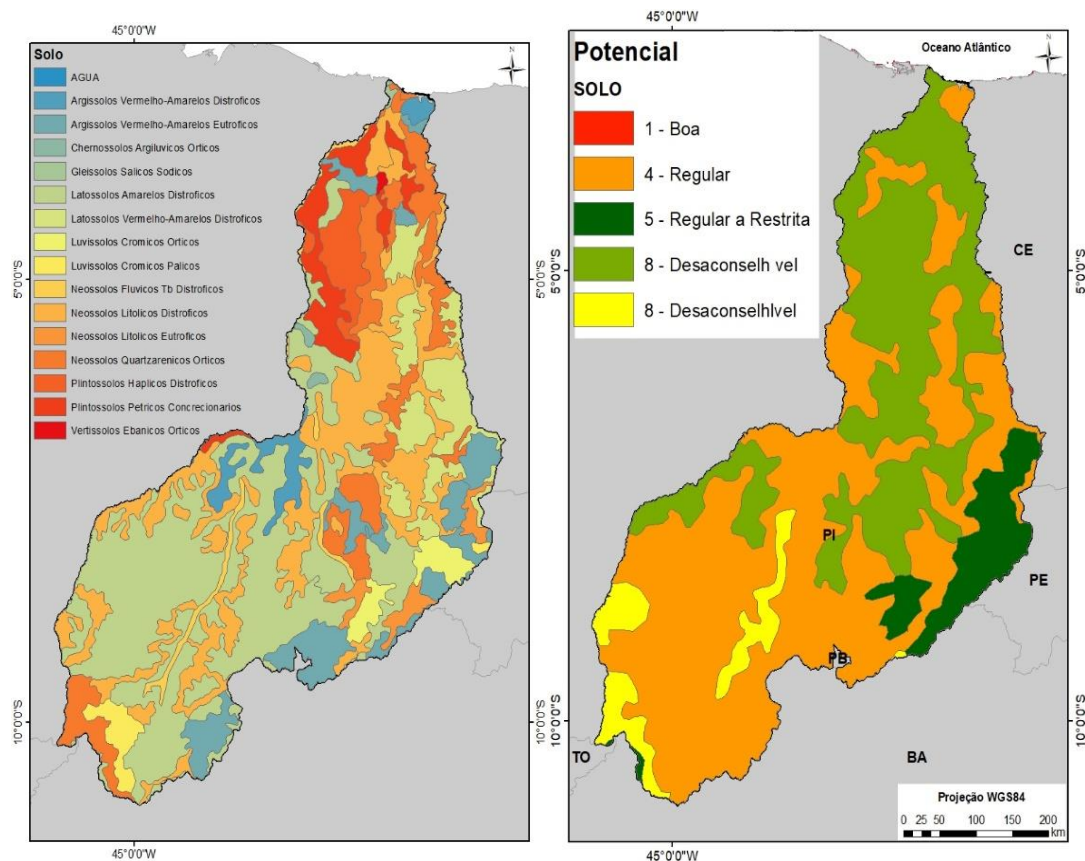 45°0'0"W
Solo
AGUA
Argissolos Vermelho-Amarelos Distroficos
Argissolos Vermelho-Amarelos Eutroficos
Chernossolos Argiluvicos Orticos
Gleissolos Salicos Sodicos
Latossolos Amarelos Distroficos
Latossolos Vermelho-Amarelos Distroficos
Luvissolos Cromicos Orticos
Luvissolos Cromicos Palicos
Neossolos Fluvicos Tb Distroficos
Neossolos Litolicos Distroficos
Neossolos Litolicos Eutroficos
Neossolos Quartzarenicos Orticos
Plintossolos Haplicos Distroficos
Plintossolos Petricos Concrecionarios
Vertissolos Ebanicos Orticos
N
5°0'0"S
10°0'0"S
45°0'0"W
45°0'0"W
Potencial
SOLO
1 - Boa
4 - Regular
5 - Regular a Restrita
8 - Desaconselh vel
8 - Desaconselhlvel
Oceano Atlântico
N
CE
5°0'0"S
PI
PE
PB
10°0'0"S
TO
BA
Projeção WGS84
0 25 50 100 150 200
km
45°0'0"W
5°0'0"S
10°0'0"S